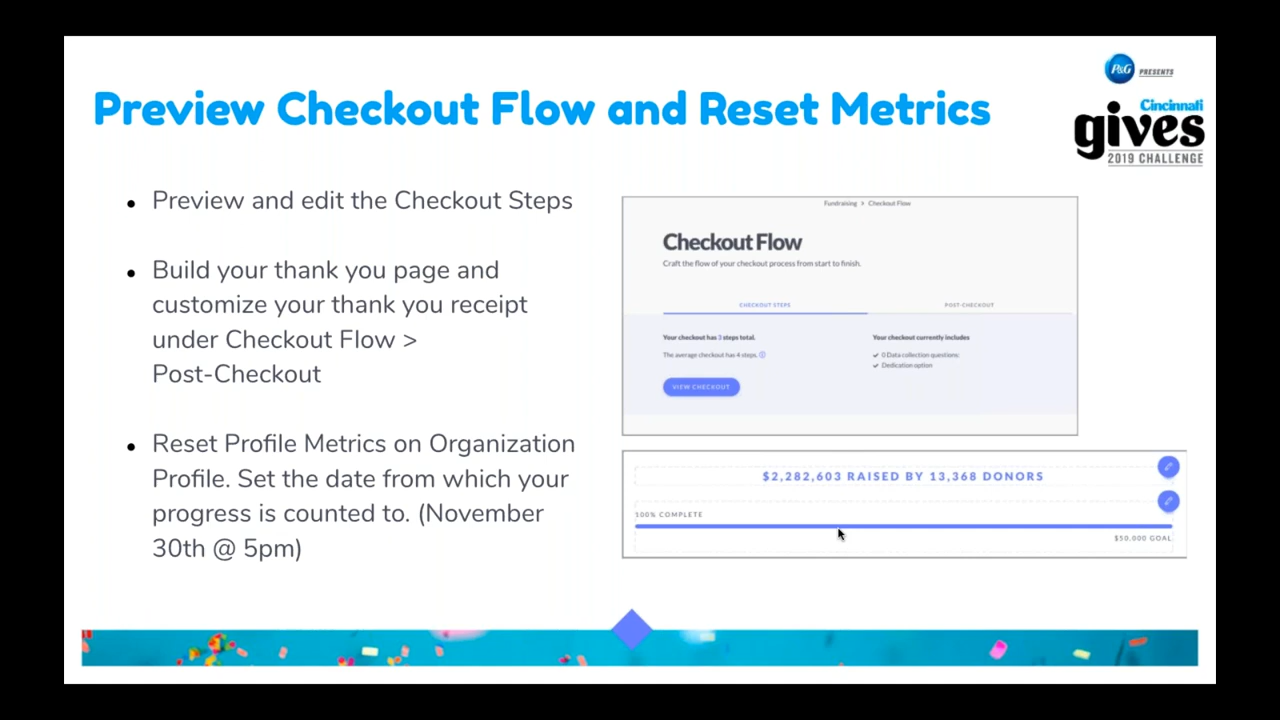 P&G PRESENTS
Preview Checkout Flow and Reset Metrics
Cincinnati
gives
2019 CHALLENGE
• Preview and edit the Checkout Steps
• Build your thank you page and
customize your thank you receipt
under Checkout Flow >
Post-Checkout
• Reset Profile Metrics on Organization
Profile. Set the date from which your
progress is counted to. (November
30th @ 5pm)
Fundraising > Checkout Flow
Checkout Flow
Craft the flow of your checkout process from start to finish.
CHECKOUT STEPS
POST-CHECKOUT
Your checkout has 3 steps total.
The average checkout has 4 steps.
VIEW CHECKOUT
Your checkout currently includes
✓ 0 Data collection questions:
✓ Dedication option
$2,282,603 RAISED BY 13,368 DONORS
100% COMPLETE
$50,000 GOAL